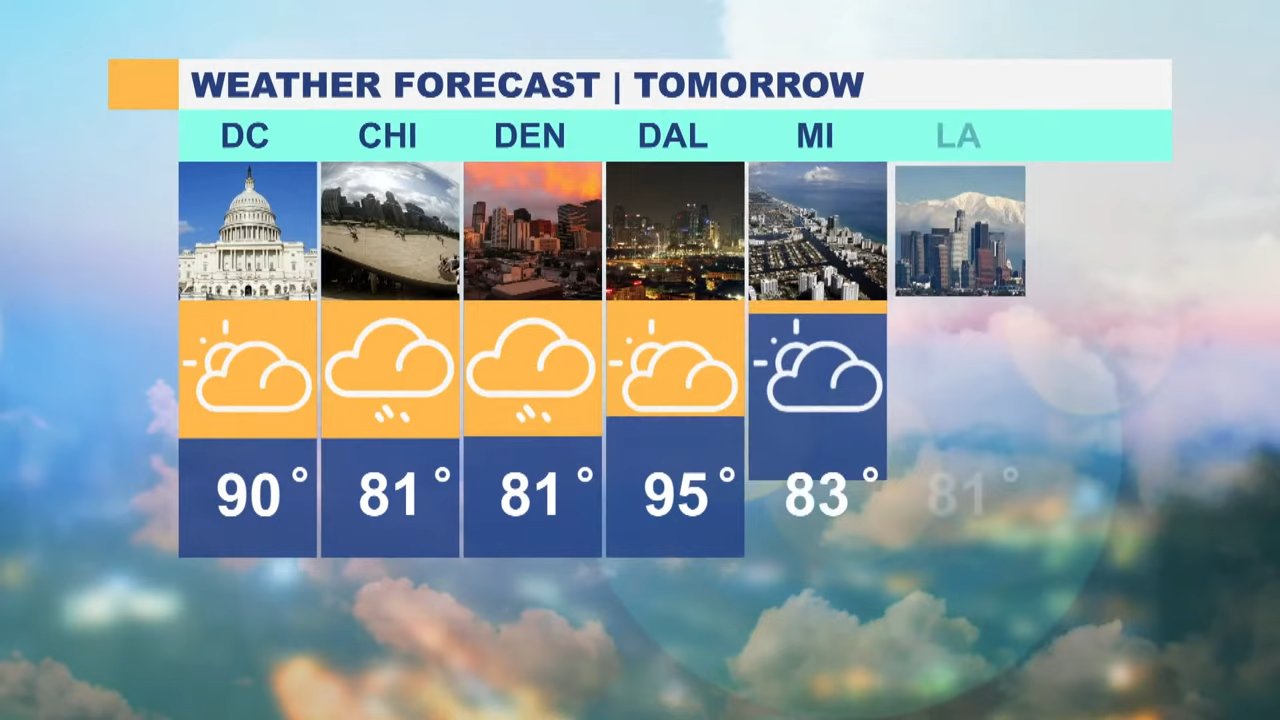 WEATHER FORECAST | TOMORROW
DC CHI DEN DAL MI LA
90° 81° 81° 95° 83° 81°